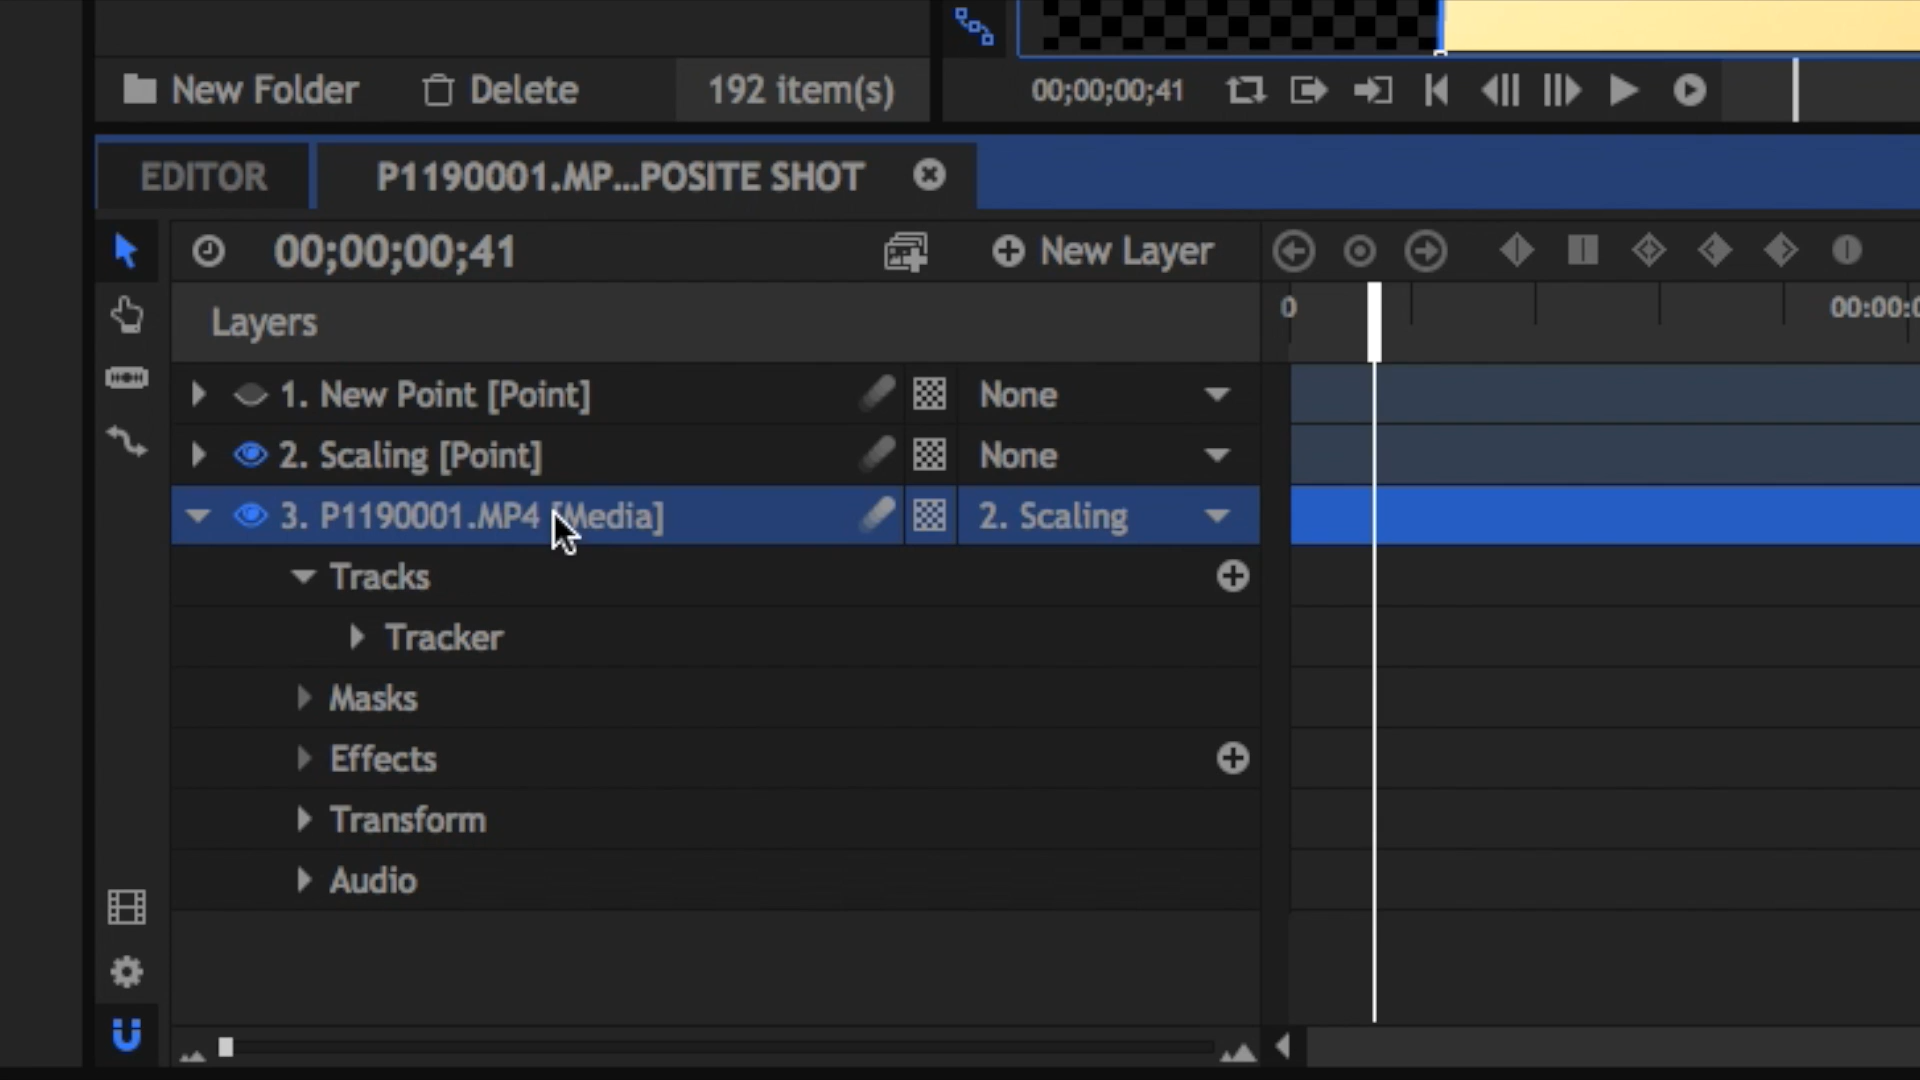 New Folder Delete 192 item(s) 00;00;00;41
EDITOR P1190001.MP...POSITE SHOT
00;00;00;41 New Layer
Layers 0
1. New Point [Point] None
2. Scaling [Point] None
3. P1190001.MP4 [Media] 2. Scaling
Tracks
Tracker
Masks
Effects
Transform
Audio